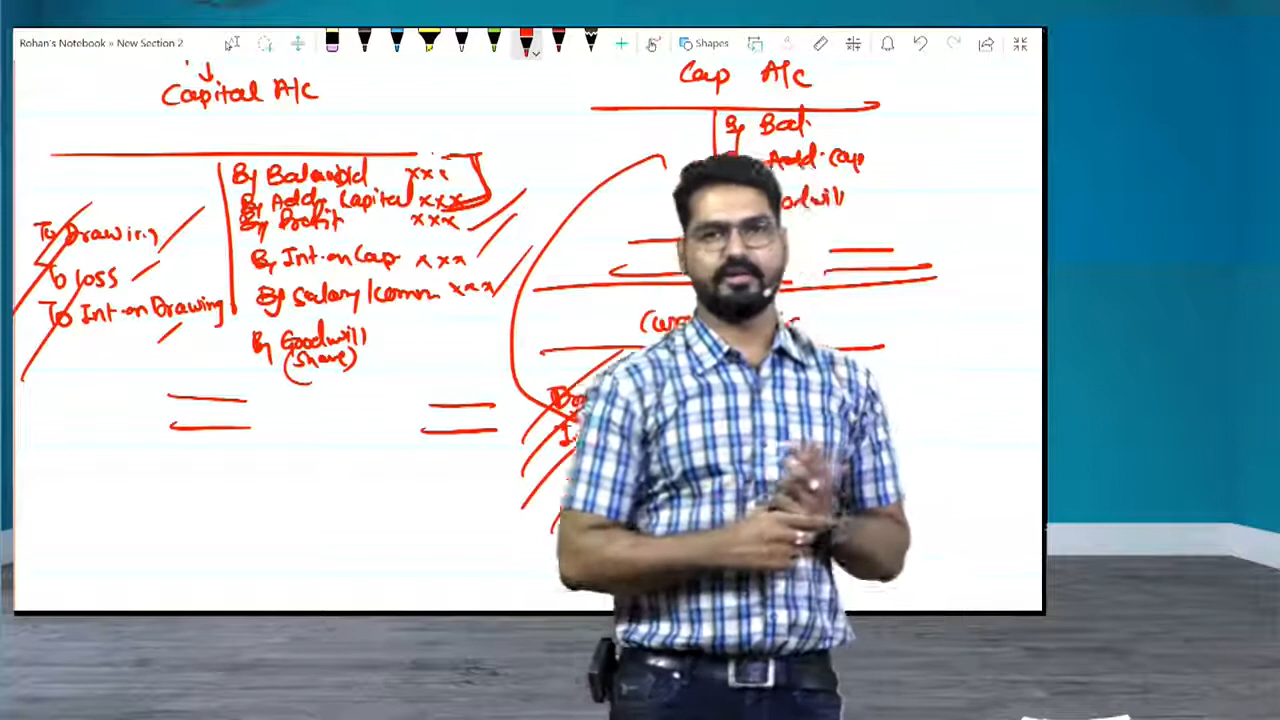 Rohan's Notebook » New Section 2
Shapes
Capital A/C
By Balance b/d xxx
By Addn Capital xxx
By Profit xxx
By Int·on Cap xxx
By Salary/Comm xxx
By Goodwill
(Share)
To Drawing
To loss
To Int·on Drawing
Cap A/C
By Bal·
Add·cap